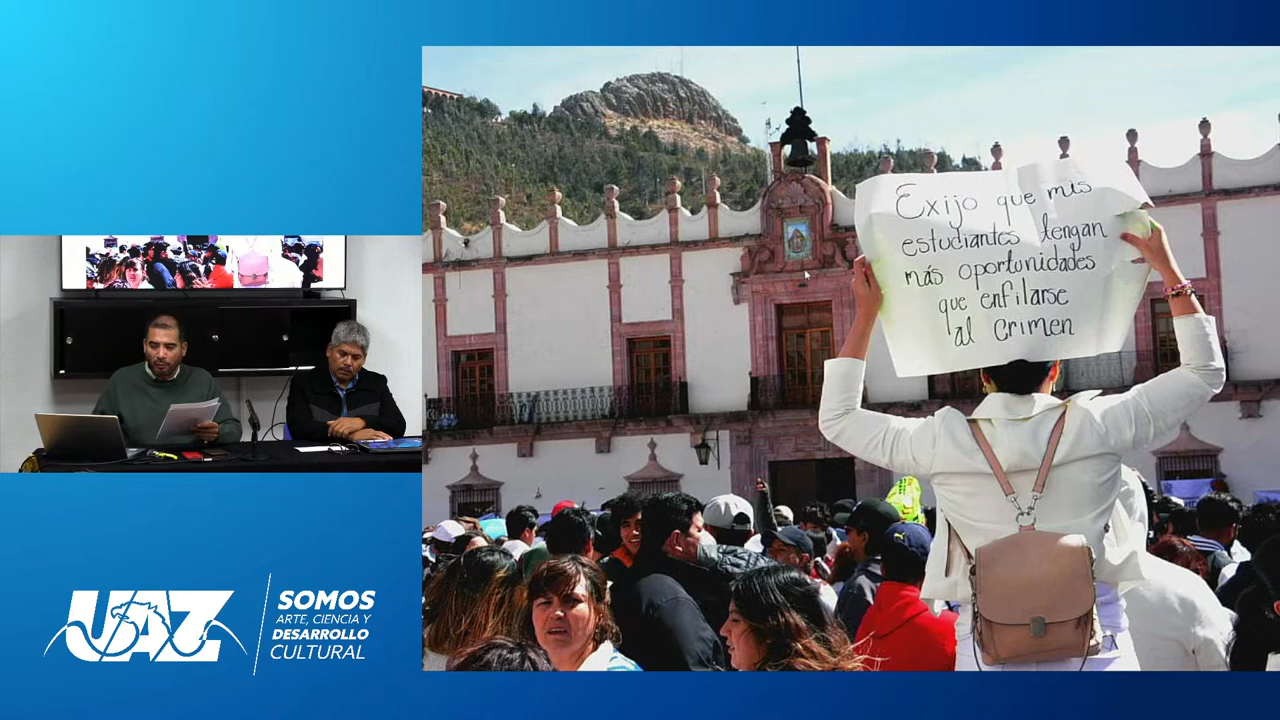 Exijo que mis
estudiantes tengan
más oportunidades
que enfilarse
al crimen
UAZ
SOMOS
ARTE, CIENCIA Y
DESARROLLO
CULTURAL